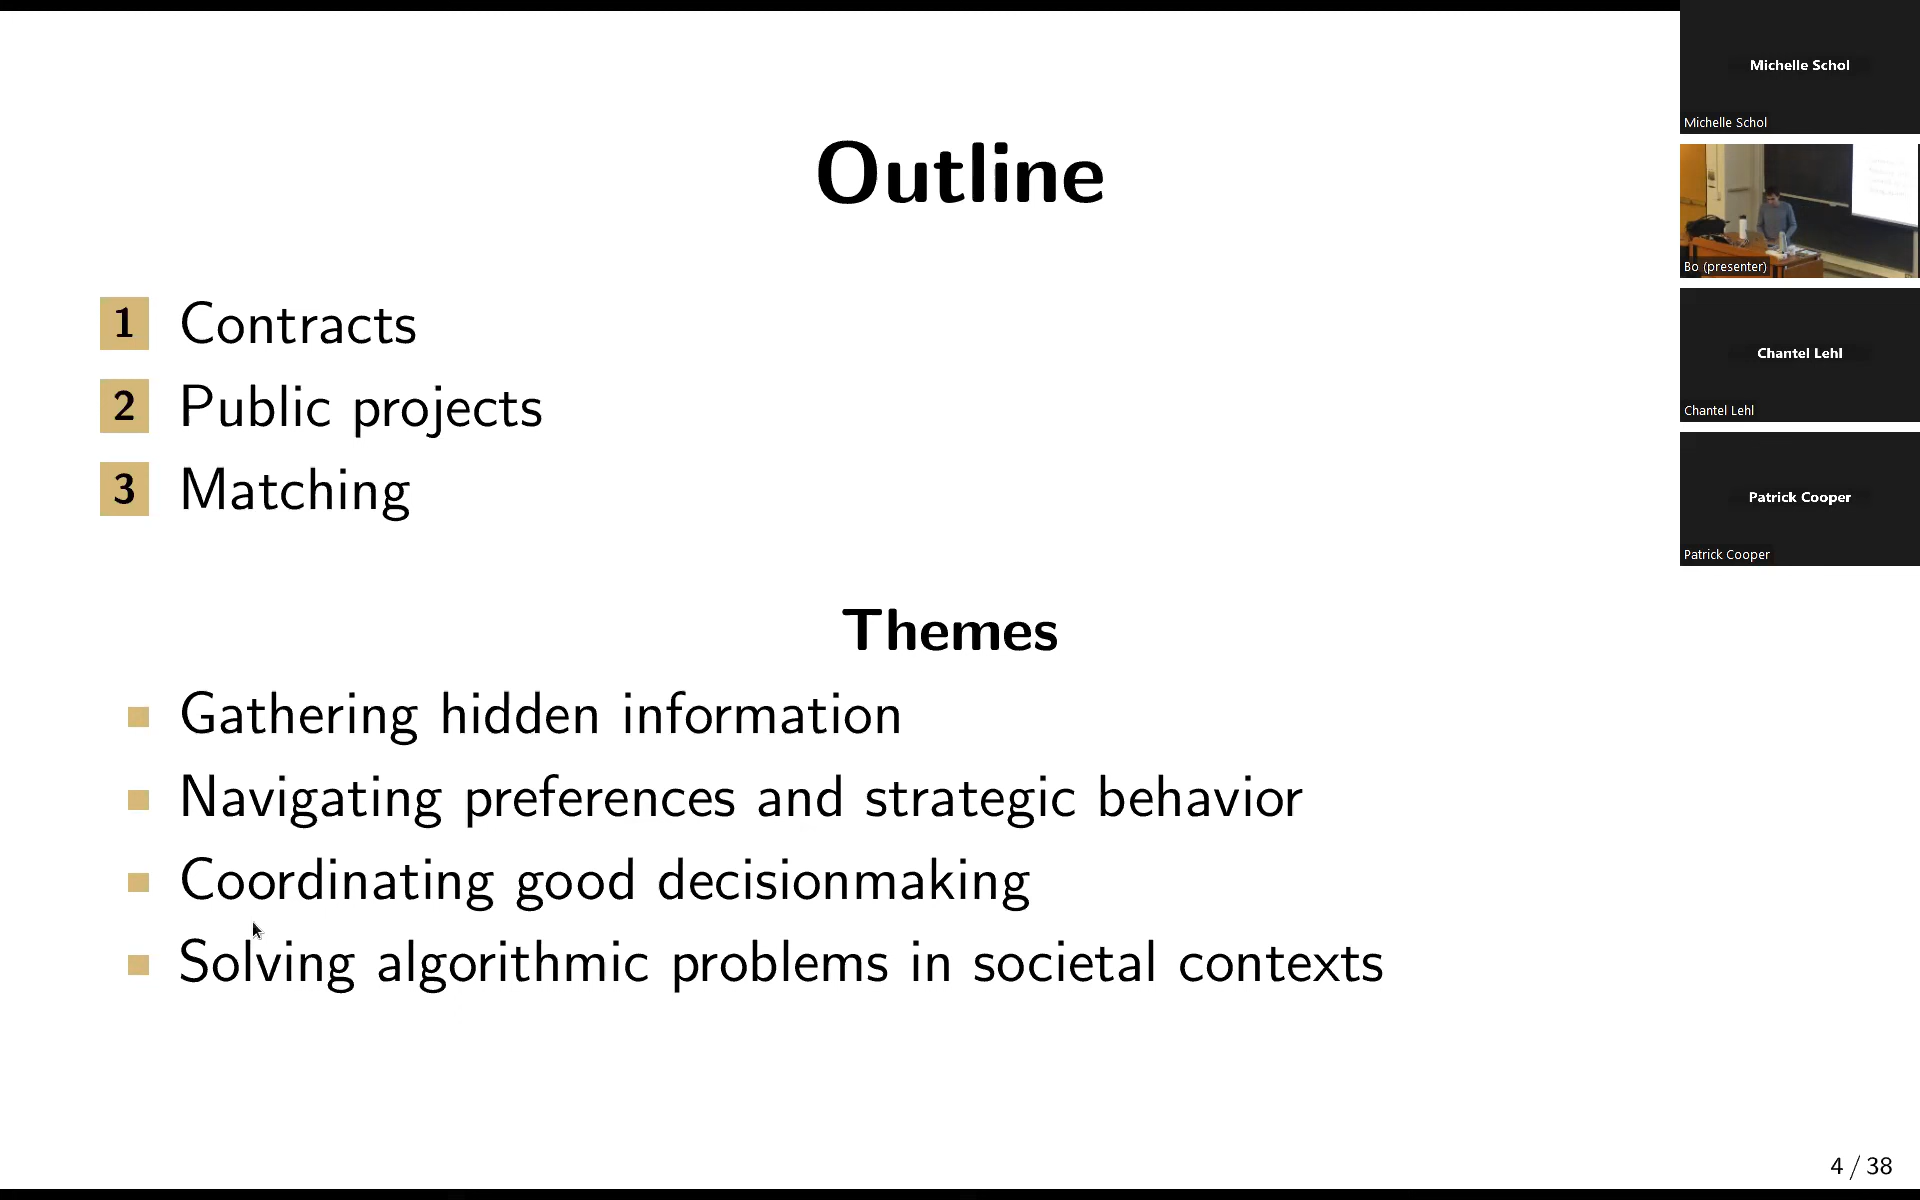 Outline
1 Contracts
2 Public projects
3 Matching
Themes
Gathering hidden information
Navigating preferences and strategic behavior
Coordinating good decisionmaking
Solving algorithmic problems in societal contexts
4 / 38
Michelle Schol
Michelle Schol
Bo (presenter)
Chantel Lehl
Chantel Lehl
Patrick Cooper
Patrick Cooper